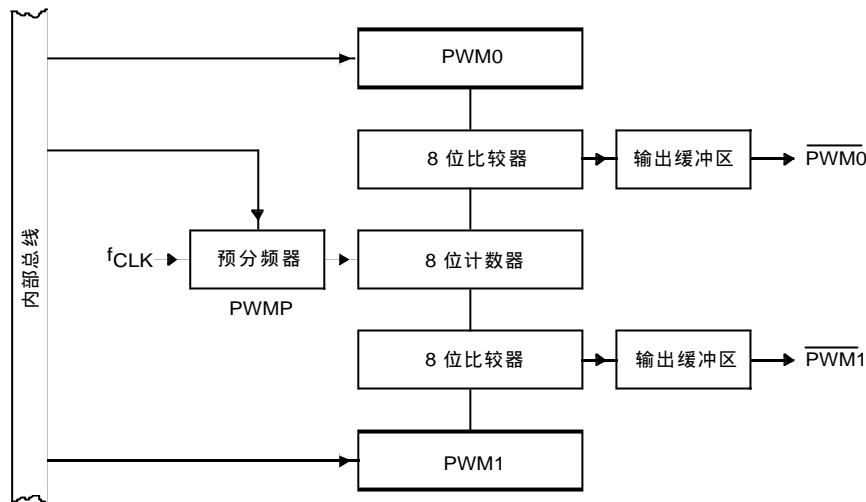 PWM0
8 位比较器
输出缓冲区
PWM0
内部总线
fCLK
预分频器
8 位计数器
PWMP
8 位比较器
输出缓冲区
PWM1
PWM1